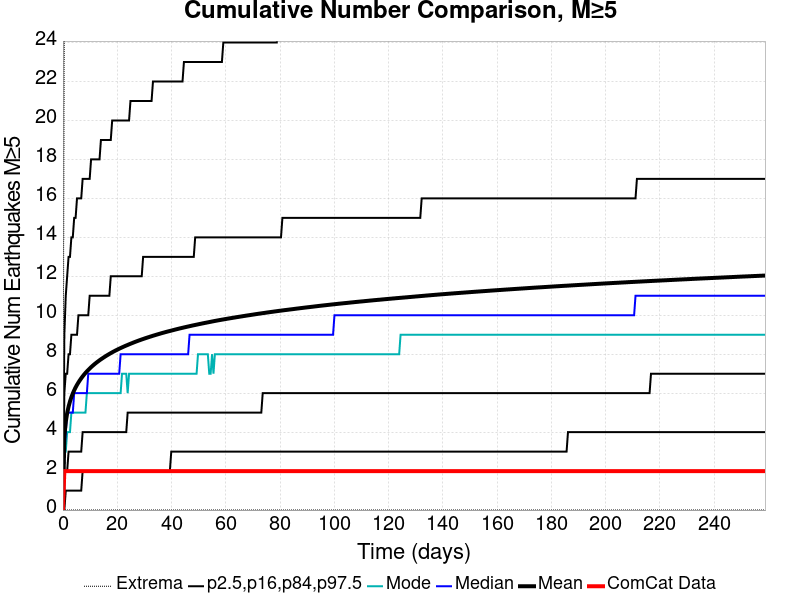 Cumulative Number Comparison, M≥5
Cumulative Num Earthquakes M≥5
24
22
20
18
16
14
12
10
8
6
4
2
0
0 20 40 60 80 100 120 140 160 180 200 220 240
Time (days)
Extrema p2.5,p16,p84,p97.5 Mode Median Mean ComCat Data